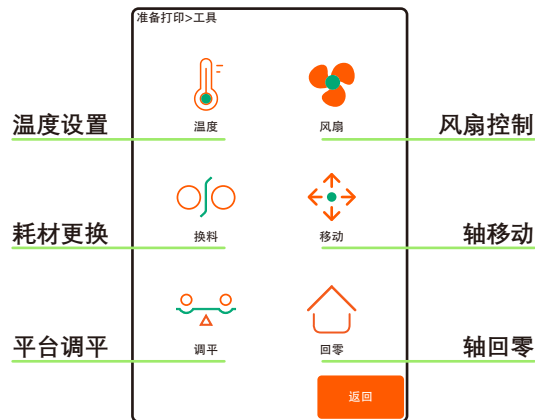 准备打印>工具
温度设置
温度
风扇
风扇控制
耗材更换
换料
移动
轴移动
平台调平
调平
回零
轴回零
返回